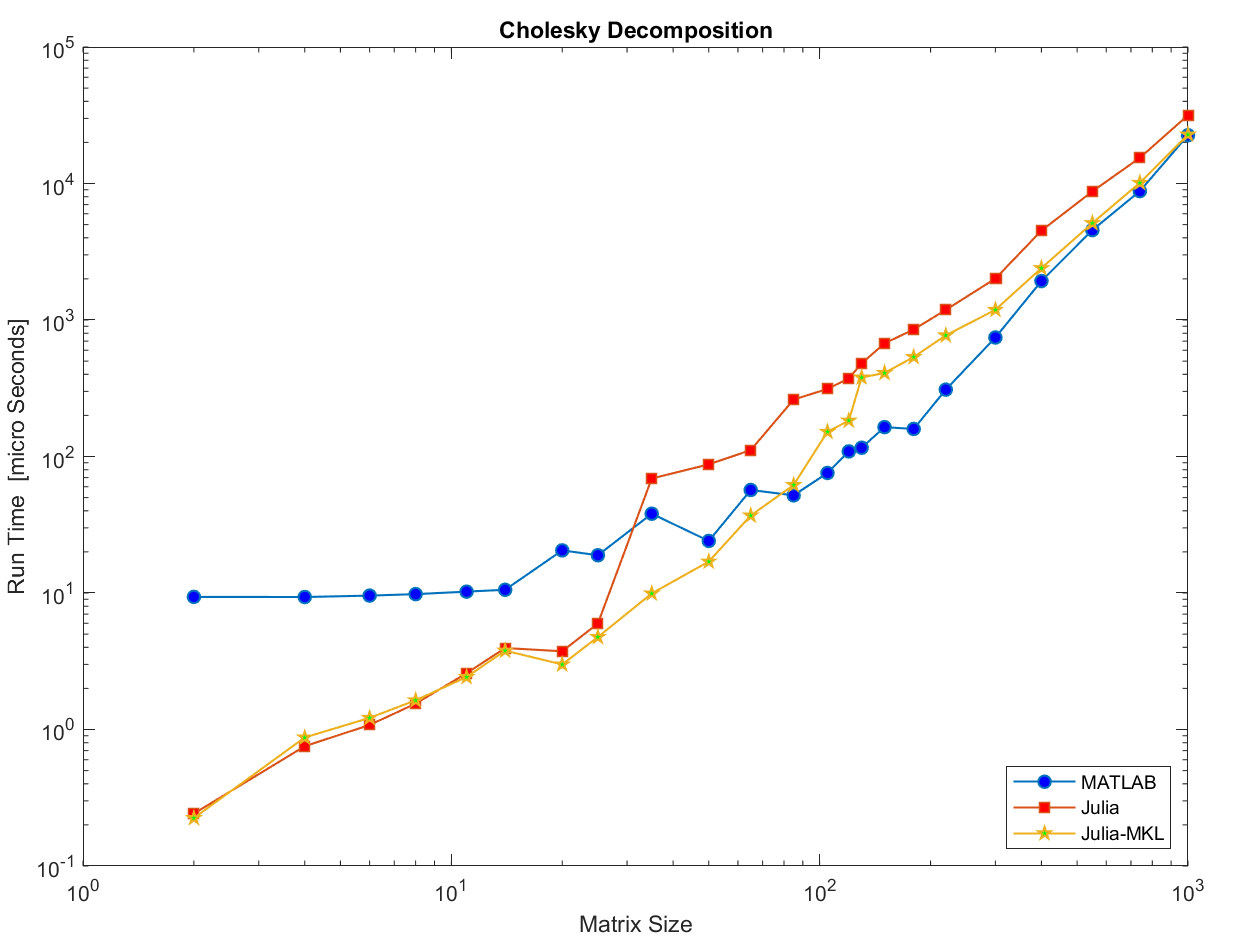 Cholesky Decomposition
10^5
10^4
10^3
10^2
10^1
10^0
10^-1
Run Time [micro Seconds]
10^0 10^1 10^2 10^3
Matrix Size
MATLAB
Julia
Julia-MKL